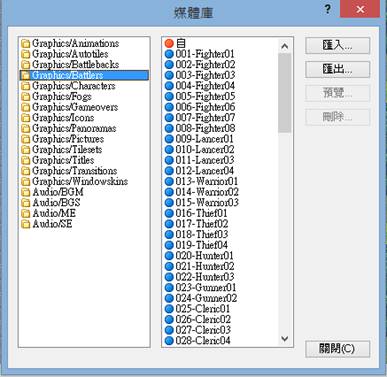 媒體庫
?
Graphics/Animations
Graphics/Autotiles
Graphics/Battlebacks
Graphics/Battlers
Graphics/Characters
Graphics/Fogs
Graphics/Gameovers
Graphics/Icons
Graphics/Panoramas
Graphics/Pictures
Graphics/Tilesets
Graphics/Titles
Graphics/Transitions
Graphics/Windowskins
Audio/BGM
Audio/BGS
Audio/ME
Audio/SE
自
001-Fighter01
002-Fighter02
003-Fighter03
004-Fighter04
005-Fighter05
006-Fighter06
007-Fighter07
008-Fighter08
009-Lancer01
010-Lancer02
011-Lancer03
012-Lancer04
013-Warrior01
014-Warrior02
015-Warrior03
016-Thief01
017-Thief02
018-Thief03
019-Thief04
020-Hunter01
021-Hunter02
022-Hunter03
023-Gunner01
024-Gunner02
025-Cleric01
026-Cleric02
027-Cleric03
028-Cleric04
匯入...
匯出...
預覽...
刪除...
關閉(C)